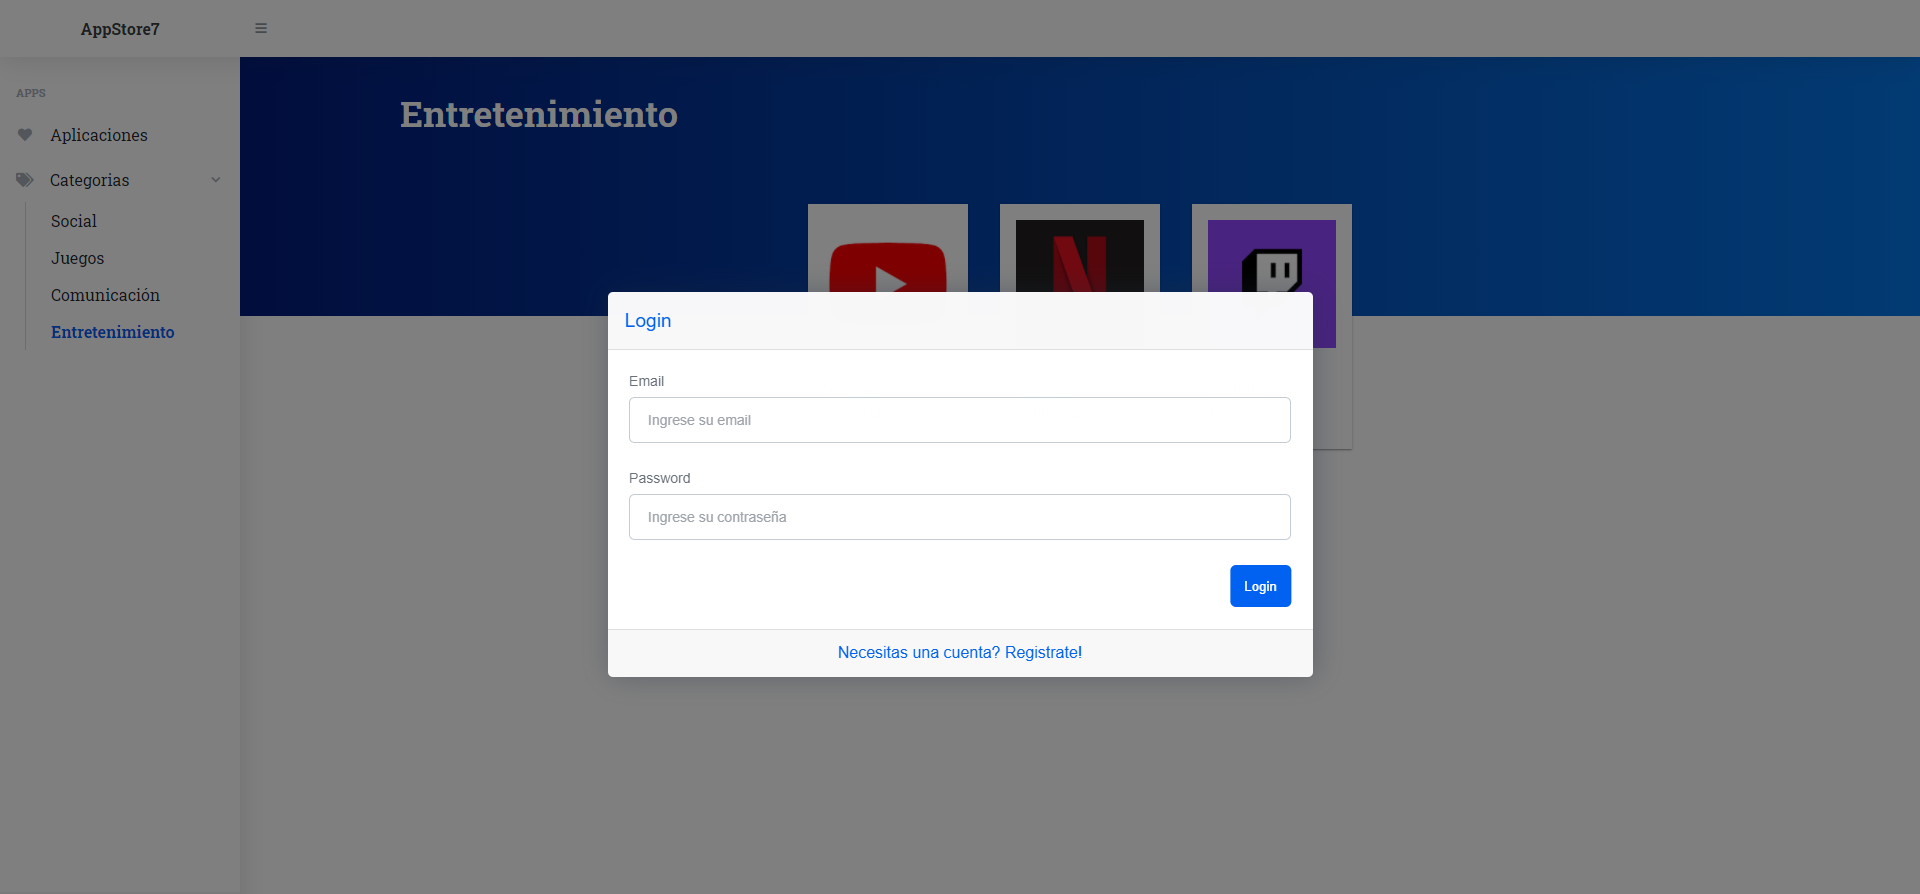 AppStore7
APPS
Aplicaciones
Categorias
Social
Juegos
Comunicación
Entretenimiento
Entretenimiento
N
Login
Email
Ingrese su email
Password
Ingrese su contraseña
Login
Necesitas una cuenta? Registrate!